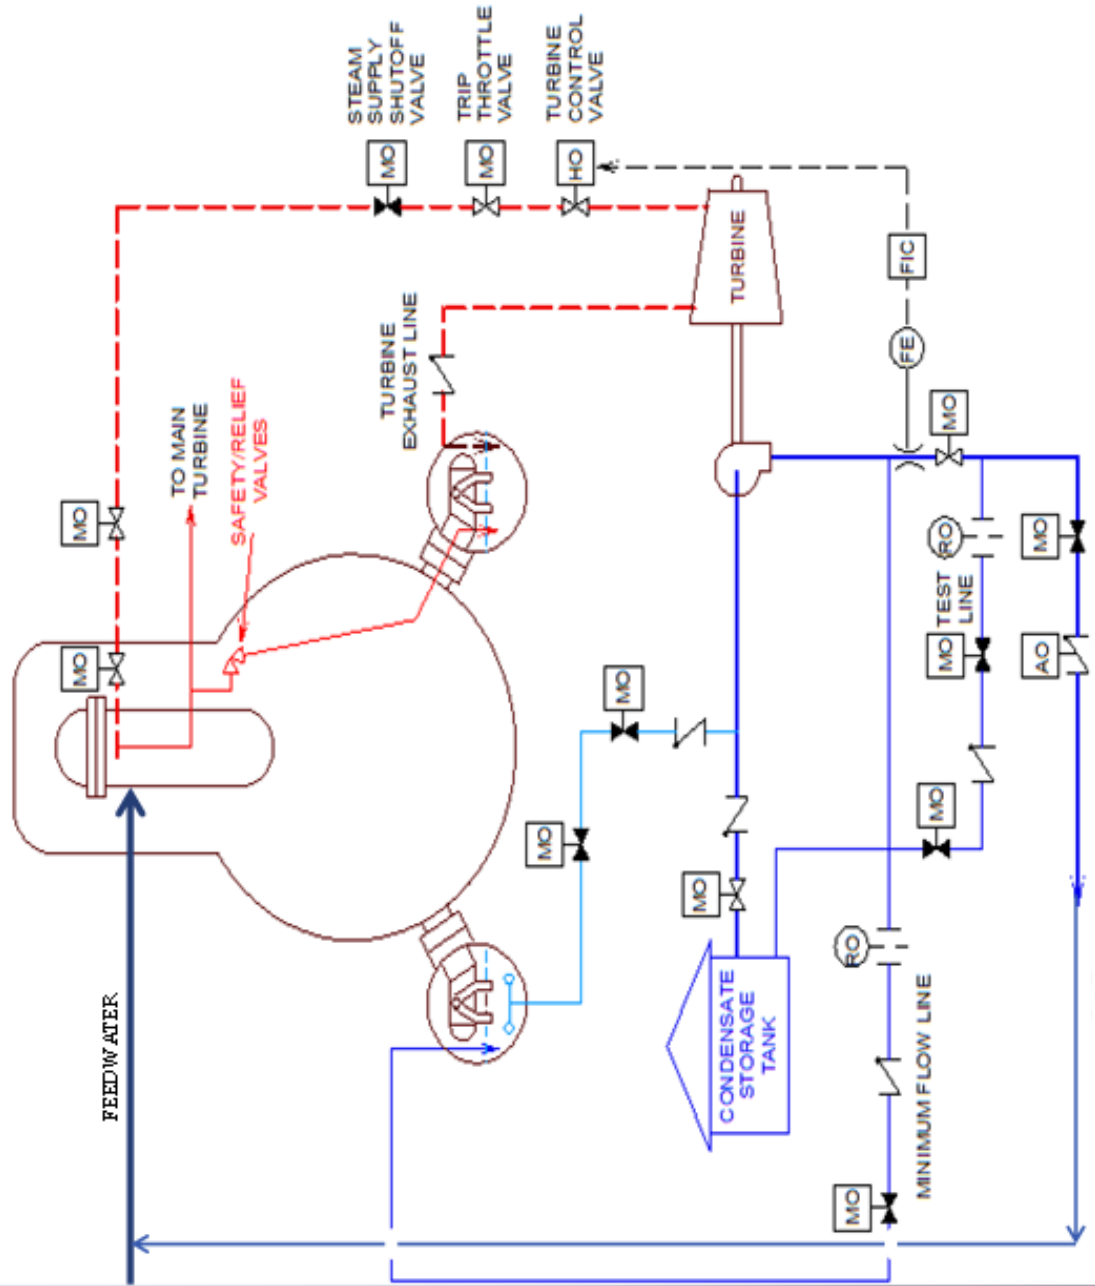 STEAM
SUPPLY
SHUTOFF
VALVE
TRIP
THROTTLE
VALVE
TURBINE
CONTROL
VALVE
MO
MO
HO
TURBINE
EXHAUST LINE
TURBINE
FIC
FE
TO MAIN
TURBINE
SAFETY/RELIEF
VALVES
MO
MO
MO
RO
MO
TEST
LINE
MO
AO
MO
MO
MO
MO
FEEDWATER
CONDENSATE
STORAGE
TANK
RO
MINIMUM FLOW LINE
MO